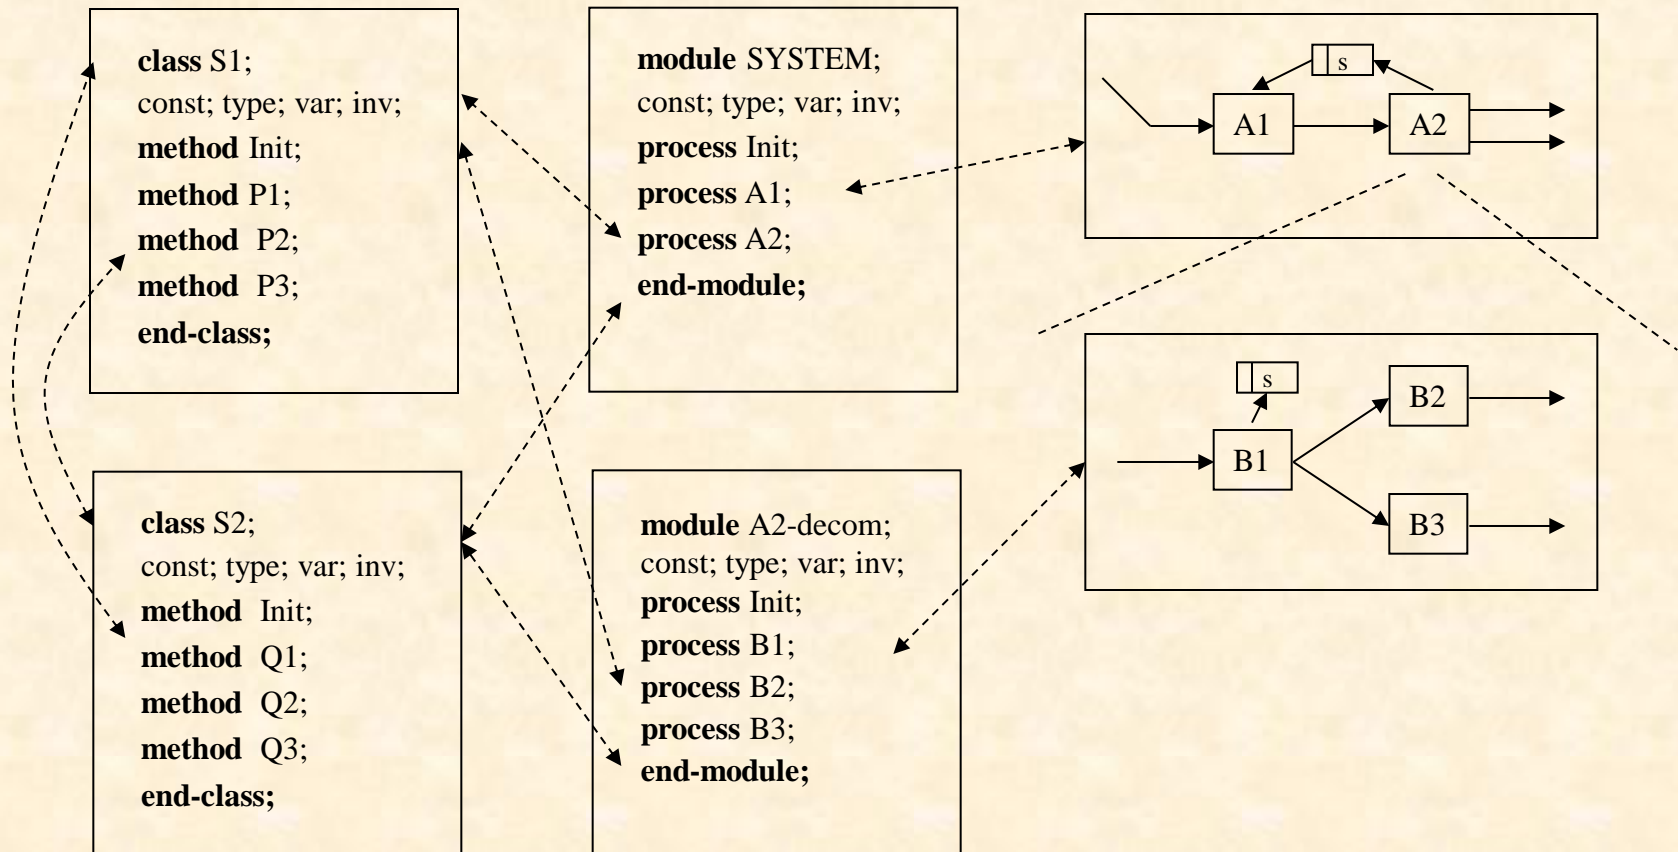 class S1;
const; type; var; inv;
method Init;
method P1;
method P2;
method P3;
end-class;
module SYSTEM;
const; type; var; inv;
process Init;
process A1;
process A2;
end-module;
s
A1
A2
class S2;
const; type; var; inv;
method Init;
method Q1;
method Q2;
method Q3;
end-class;
module A2-decom;
const; type; var; inv;
process Init;
process B1;
process B2;
process B3;
end-module;
s
B2
B1
B3